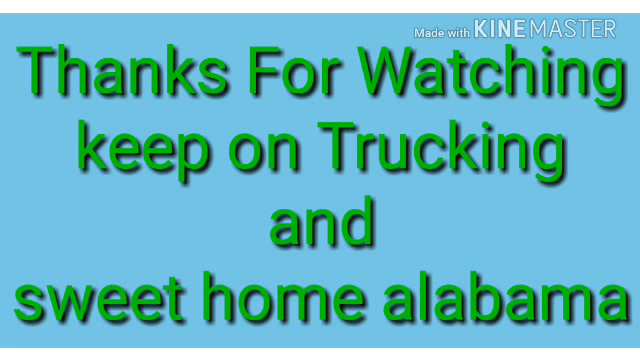 Made with KINEMASTER
Thanks For Watching
keep on Trucking
and
sweet home alabama